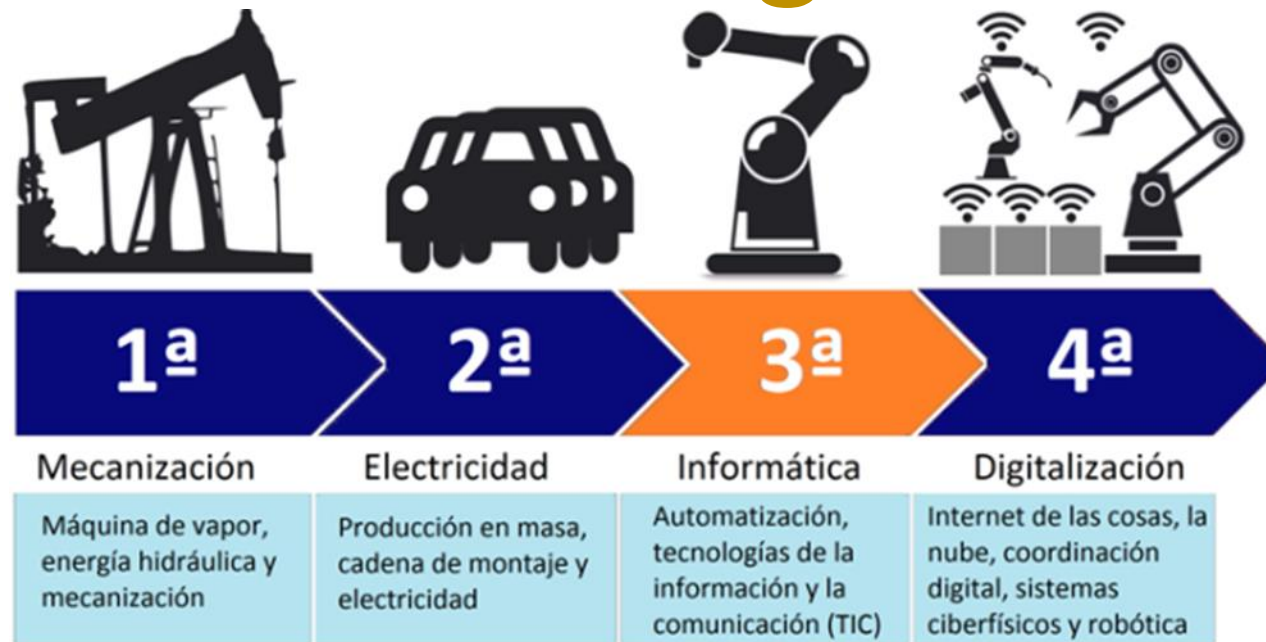 1ª
2ª
3ª
4ª
Mecanización
Electricidad
Informática
Digitalización
Máquina de vapor,
energía hidráulica y
mecanización
Producción en masa,
cadena de montaje y
electricidad
Automatización,
tecnologías de la
información y la
comunicación (TIC)
Internet de las cosas, la
nube, coordinación
digital, sistemas
ciberfísicos y robótica